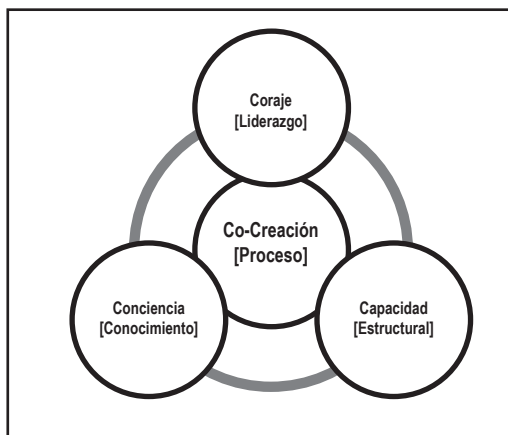 Coraje
[Liderazgo]
Co-Creación
[Proceso]
Conciencia
[Conocimiento]
Capacidad
[Estructural]